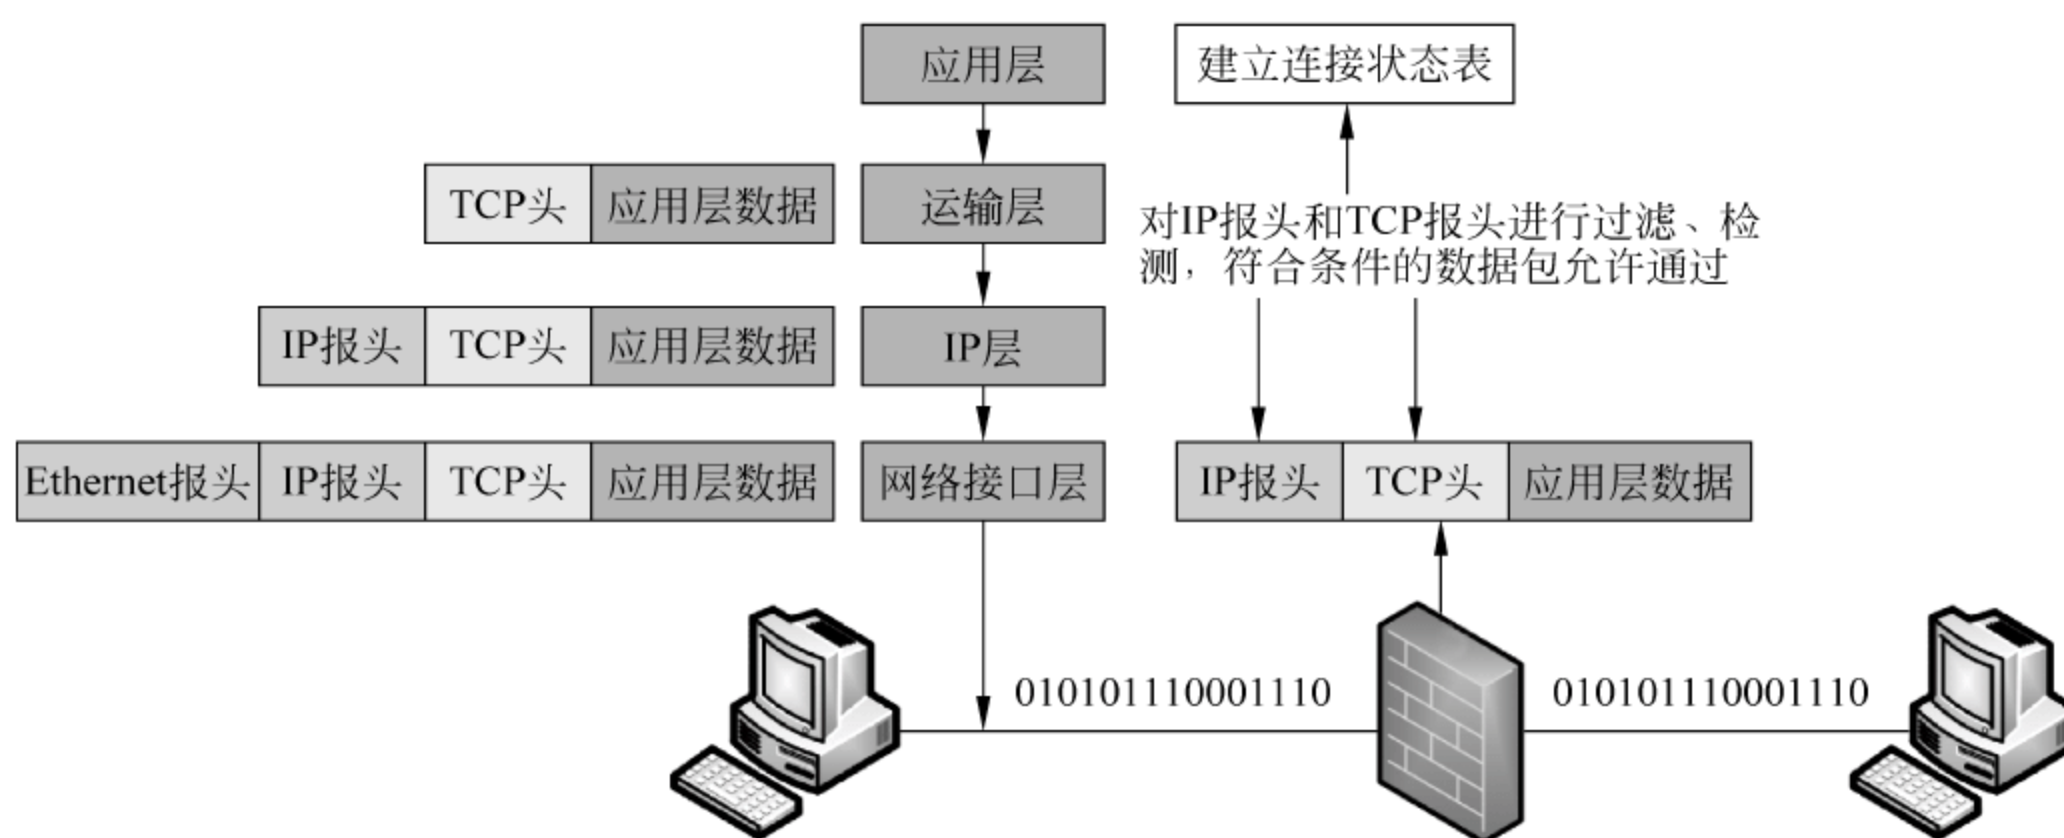 应用层
建立连接状态表
TCP头 应用层数据 运输层
对IP报头和TCP报头进行过滤、检
测，符合条件的数据包允许通过
IP报头 TCP头 应用层数据 IP层
Ethernet报头 IP报头 TCP头 应用层数据 网络接口层
IP报头 TCP头 应用层数据
010101110001110
010101110001110